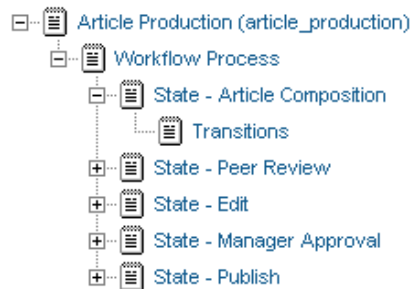 Article Production (article_production)
Workflow Process
State - Article Composition
Transitions
State - Peer Review
State - Edit
State - Manager Approval
State - Publish